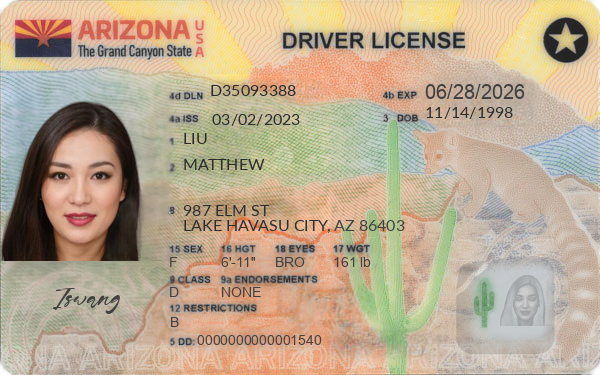 ARIZONA USA
The Grand Canyon State
DRIVER LICENSE
4d DLN D35093388
4b EXP 06/28/2026
4a ISS 03/02/2023
3 DOB 11/14/1998
1 LIU
2 MATTHEW
8 987 ELM ST
LAKE HAVASU CITY, AZ 86403
15 SEX 16 HGT 18 EYES 17 WGT
F 6'-11" BRO 161 lb
9 CLASS 9a ENDORSEMENTS
D NONE
12 RESTRICTIONS
B
5 DD: 0000000000001540
Iswang
ARIZONA ARIZONA ARIZONA ARIZONA